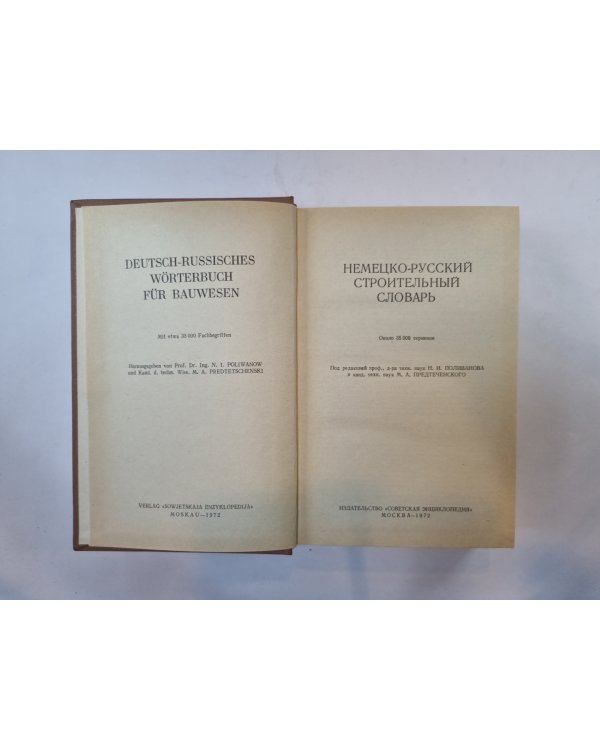 DEUTSCH-RUSSISCHES
WÖRTERBUCH
FÜR BAUWESEN
Mit etwa 35 000 Fachbegriffen
Herausgegeben von Prof. Dr. Ing. N. I. POLIWANOW
und Kand. d. techn. Wiss. M. A. PREDTETSCHENSKI
VERLAG «SOWJETSKAJA ENZYKLOPEDIJA»
MOSKAU—1972
НЕМЕЦКО-РУССКИЙ
СТРОИТЕЛЬНЫЙ
СЛОВАРЬ
Около 35 000 терминов
Под редакцией проф., д-ра техн. наук Н. И. ПОЛИВАНОВА
и канд. техн. наук М. А. ПРЕДТЕЧЕНСКОГО
ИЗДАТЕЛЬСТВО «СОВЕТСКАЯ ЭНЦИКЛОПЕДИЯ»
МОСКВА—1972